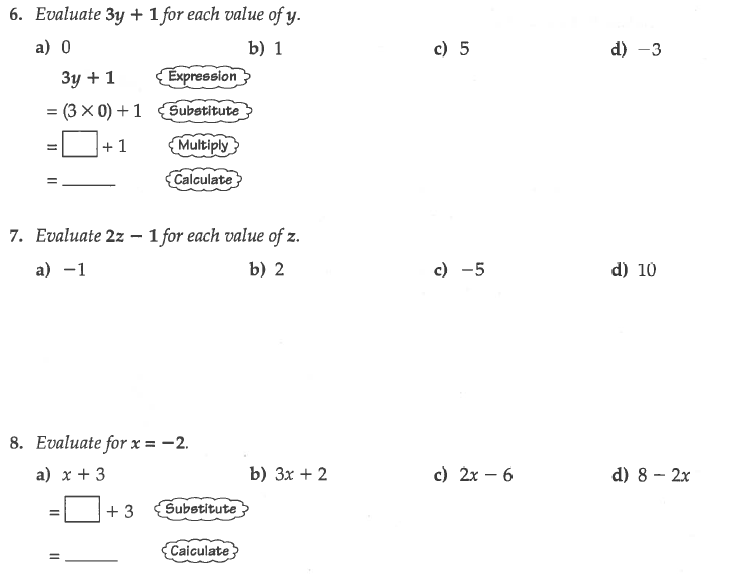 6. Evaluate 3y + 1 for each value of y.
a) 0 b) 1 c) 5 d) −3
3y + 1 Expression
= (3 × 0) + 1 Substitute
= + 1 Multiply
= ______ Calculate
7. Evaluate 2z − 1 for each value of z.
a) −1 b) 2 c) −5 d) 10
8. Evaluate for x = −2.
a) x + 3 b) 3x + 2 c) 2x − 6 d) 8 − 2x
= + 3 Substitute
= ______ Calculate